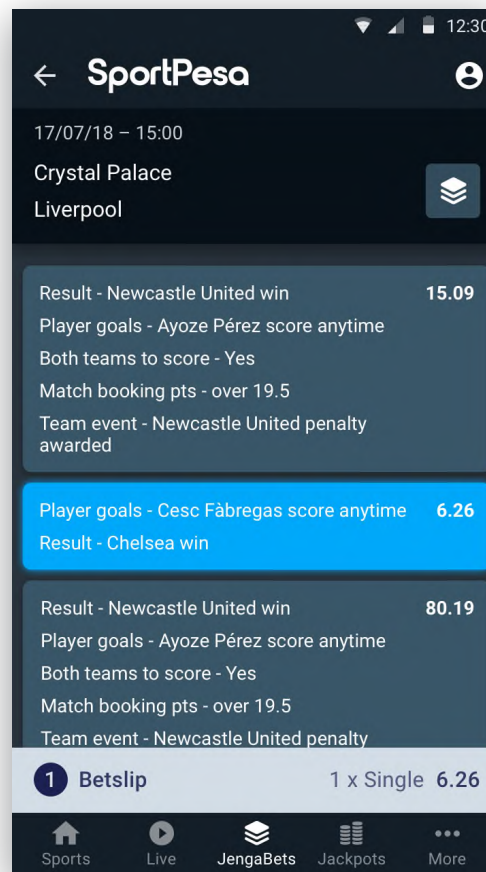 12:30
SportPesa
17/07/18 – 15:00
Crystal Palace
Liverpool
Result - Newcastle United win 15.09
Player goals - Ayoze Pérez score anytime
Both teams to score - Yes
Match booking pts - over 19.5
Team event - Newcastle United penalty
awarded
Player goals - Cesc Fàbregas score anytime 6.26
Result - Chelsea win
Result - Newcastle United win 80.19
Player goals - Ayoze Pérez score anytime
Both teams to score - Yes
Match booking pts - over 19.5
Team event - Newcastle United penalty
1 Betslip 1 x Single 6.26
Sports Live JengaBets Jackpots More